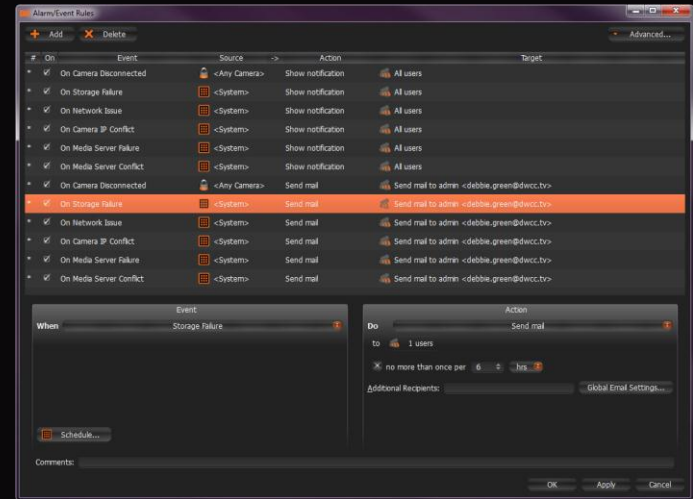 Alarm/Event Rules
Add Delete Advanced...
# On Event Source -> Action Target
* On Camera Disconnected <Any Camera> Show notification All users
* On Storage Failure <System> Show notification All users
* On Network Issue <System> Show notification All users
* On Camera IP Conflict <System> Show notification All users
* On Media Server Failure <System> Show notification All users
* On Media Server Conflict <System> Show notification All users
* On Camera Disconnected <Any Camera> Send mail Send mail to admin <debbie.green@dwcc.tv>
* On Storage Failure <System> Send mail Send mail to admin <debbie.green@dwcc.tv>
* On Network Issue <System> Send mail Send mail to admin <debbie.green@dwcc.tv>
* On Camera IP Conflict <System> Send mail Send mail to admin <debbie.green@dwcc.tv>
* On Media Server Failure <System> Send mail Send mail to admin <debbie.green@dwcc.tv>
* On Media Server Conflict <System> Send mail Send mail to admin <debbie.green@dwcc.tv>
Event Action
When Storage Failure Do Send mail
to 1 users
no more than once per 6 hrs
Additional Recipients: Global Email Settings...
Schedule...
Comments:
OK Apply Cancel